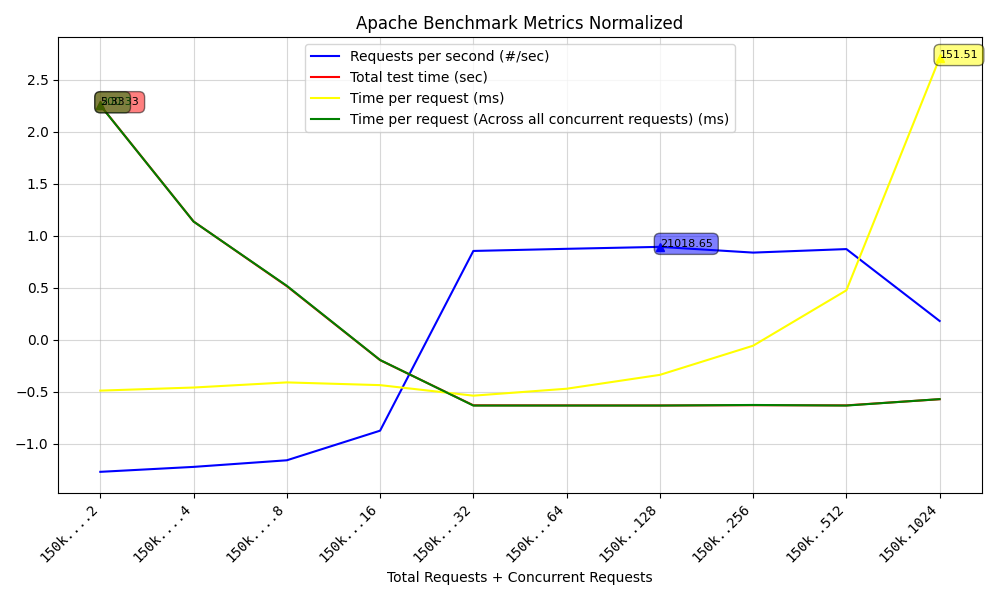 Apache Benchmark Metrics Normalized
Requests per second (#/sec)
Total test time (sec)
Time per request (ms)
Time per request (Across all concurrent requests) (ms)
151.51
21018.65
2.5
2.0
1.5
1.0
0.5
0.0
−0.5
−1.0
150k....2
150k....4
150k....8
150k...16
150k...32
150k...64
150k..128
150k..256
150k..512
150k.1024
Total Requests + Concurrent Requests